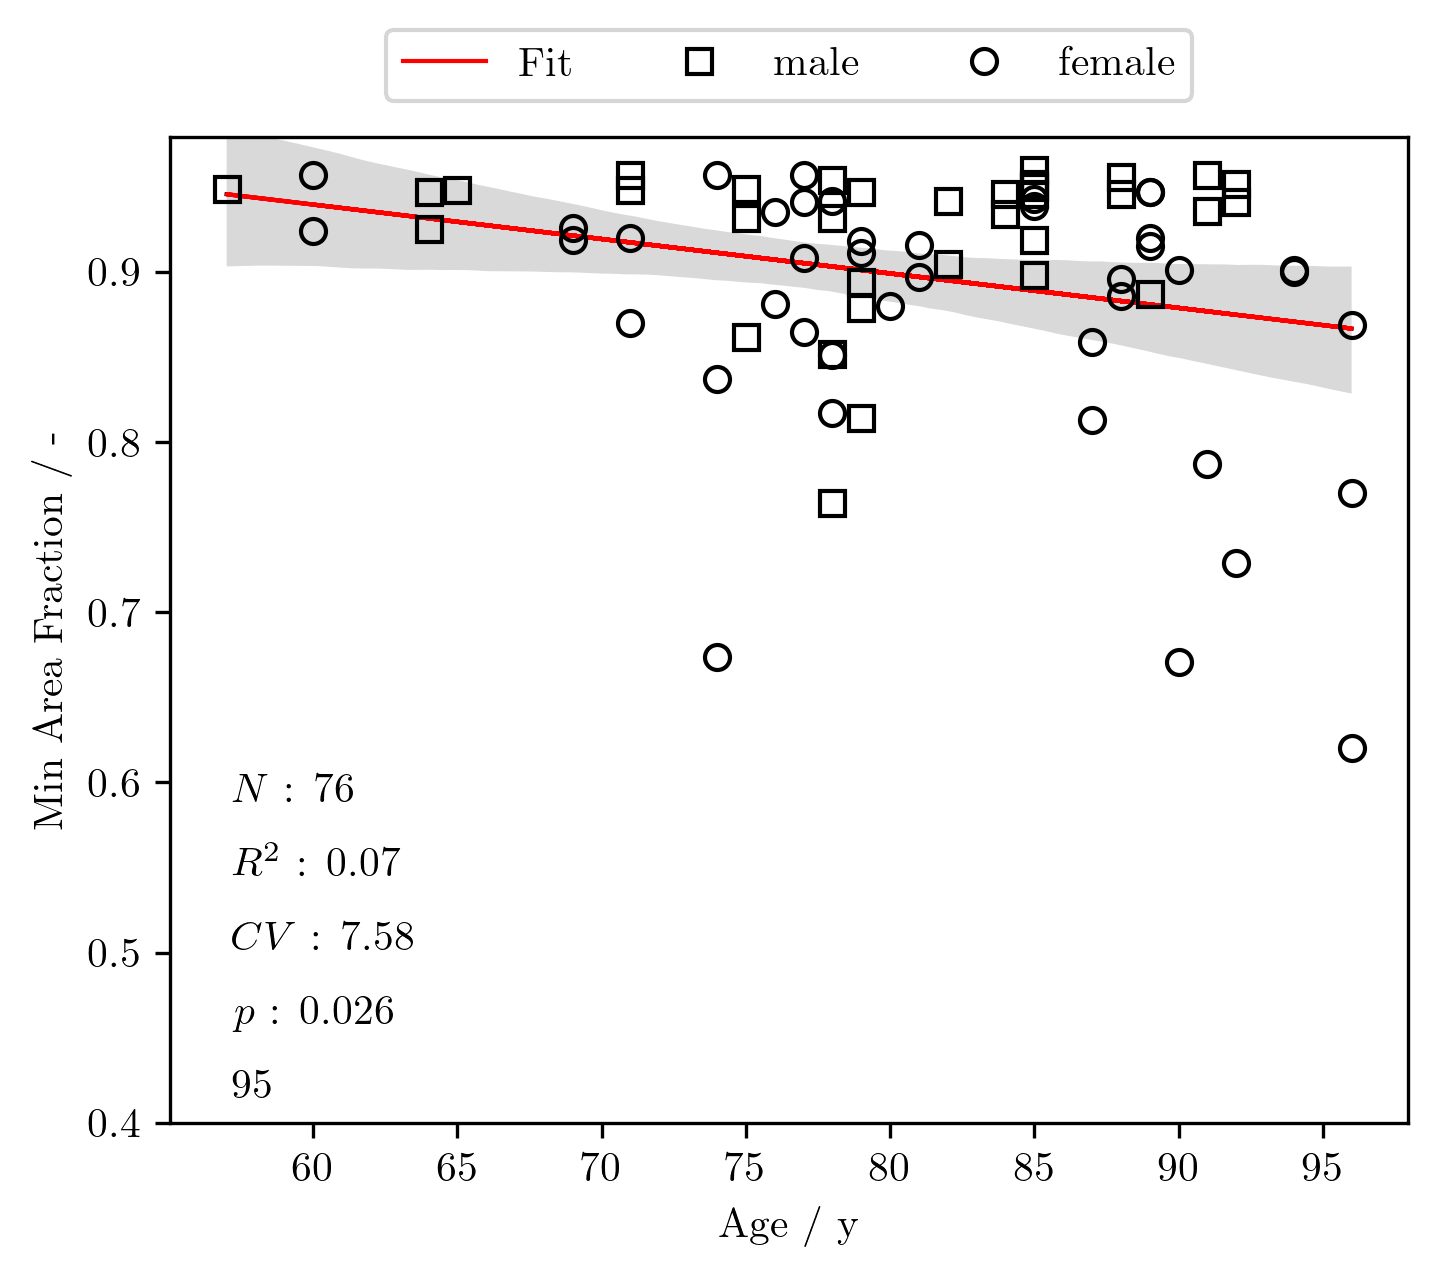 Fit male female
0.9
0.8
0.7
0.6
0.5
0.4
Min Area Fraction / -
N : 76
R² : 0.07
CV : 7.58
p : 0.026
95
60 65 70 75 80 85 90 95
Age / y